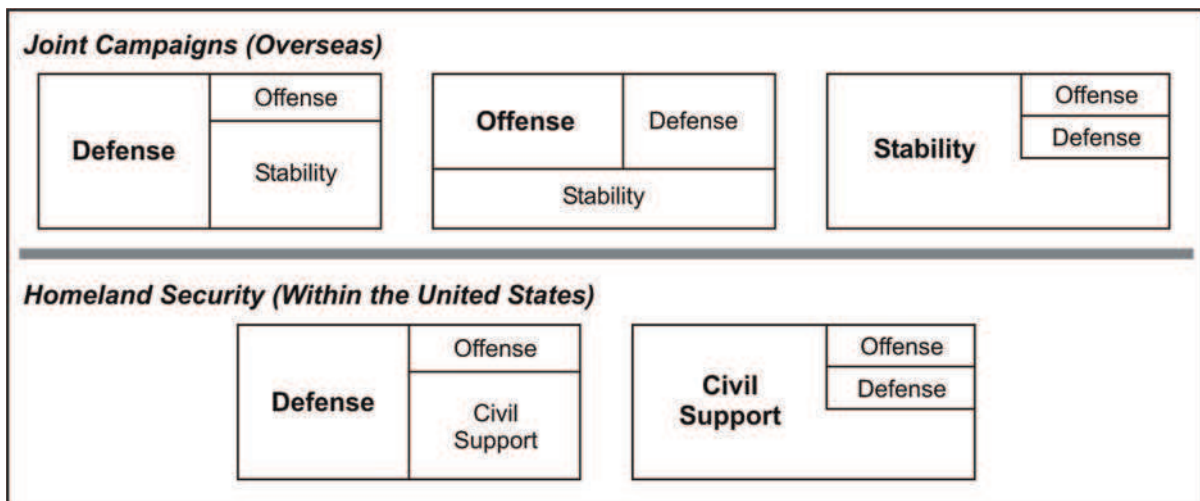 Joint Campaigns (Overseas)
Defense
Offense
Stability
Offense
Defense
Stability
Stability
Offense
Defense
Homeland Security (Within the United States)
Defense
Offense
Civil
Support
Civil
Support
Offense
Defense